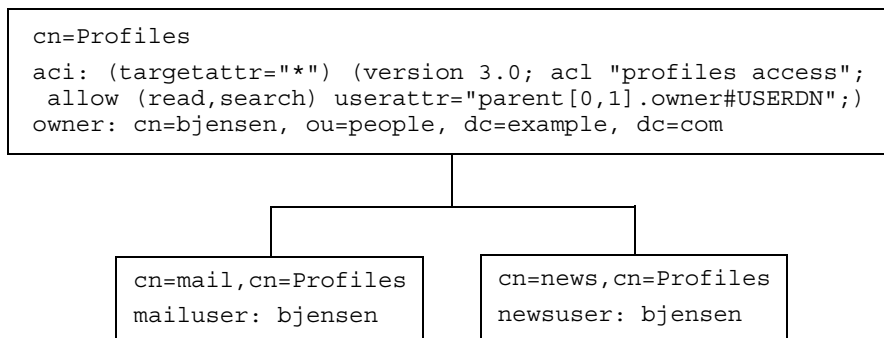 cn=Profiles
aci: (targetattr="*") (version 3.0; acl "profiles access";
allow (read,search) userattr="parent[0,1].owner#USERDN";)
owner: cn=bjensen, ou=people, dc=example, dc=com
cn=mail,cn=Profiles
mailuser: bjensen
cn=news,cn=Profiles
newsuser: bjensen